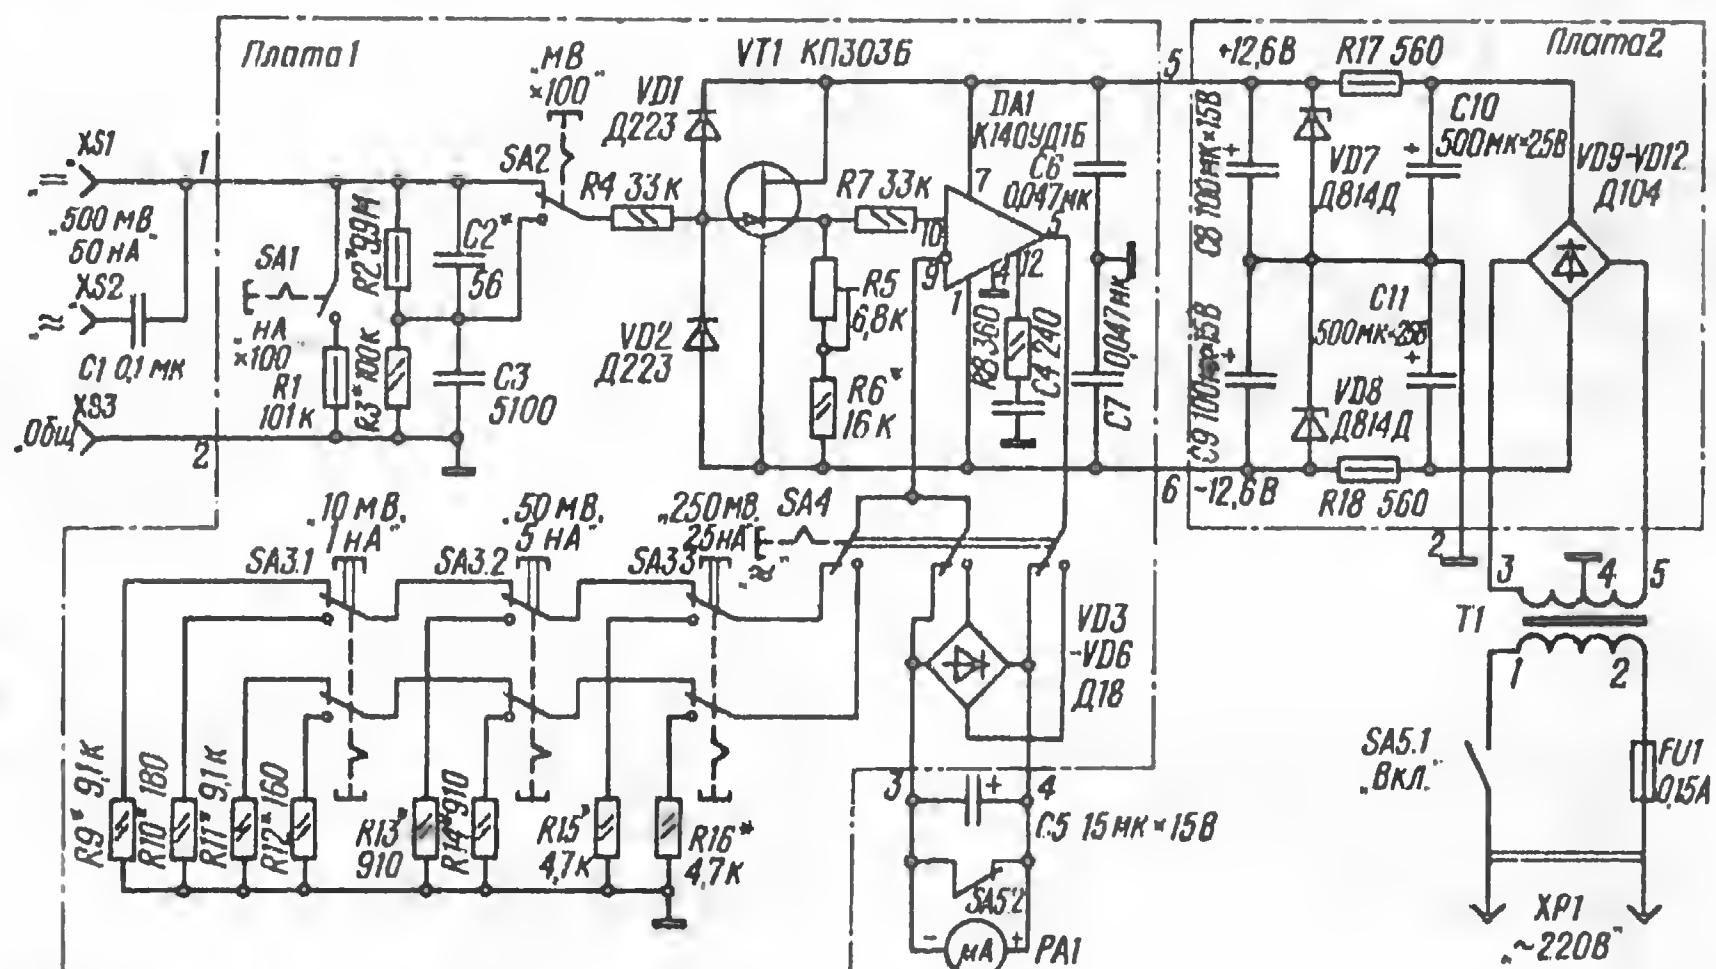 Плата1
VT1 КП303Б
„мВ
×100"
VD1
Д223
DA1
К140УД1Б
C6
0,047мк
5
+12,6В
R17 560
Плата2
C10
500мк×25В
C8 100мк×15В
VD7
Д814Д
VD9-VD12
Д104
XS1
„=
1
SA2
R4 33к
R7 33к
7
10
9
5
4
12
1
„500 мВ
50 нА"
SA1
R2* 9,9М
C2*
56
XS2
„≈"
C1 0,1 мк
„нА
×100"
R1
101к
R3* 100к
C3
5100
VD2
Д223
R5
6,8к
R6*
16 к
R8 360
C4 240
C7
0,047мк
C9 100мк×15В
C11
500мк×25В
VD8
Д814Д
XS3
„Общ."
2
6
-12,6В
R18 560
2
„10 мВ,
1 нА"
„50 мВ,
5 нА"
„250 мВ,
25нА"
SA4
„≈"
SA3.1
SA3.2
SA3.3
3
4
5
T1
1
2
VD3
-VD6
Д18
SA5.1
„Вкл."
FU1
0,15А
R9* 9,1к
R10* 180
R11* 9,1к
R12* 160
R13*
910
R14* 910
R15*
4,7к
R16*
4,7к
3
4
+
C5 15мк×15В
SA5.2
-
мкА
+
PA1
XP1
„~220В"